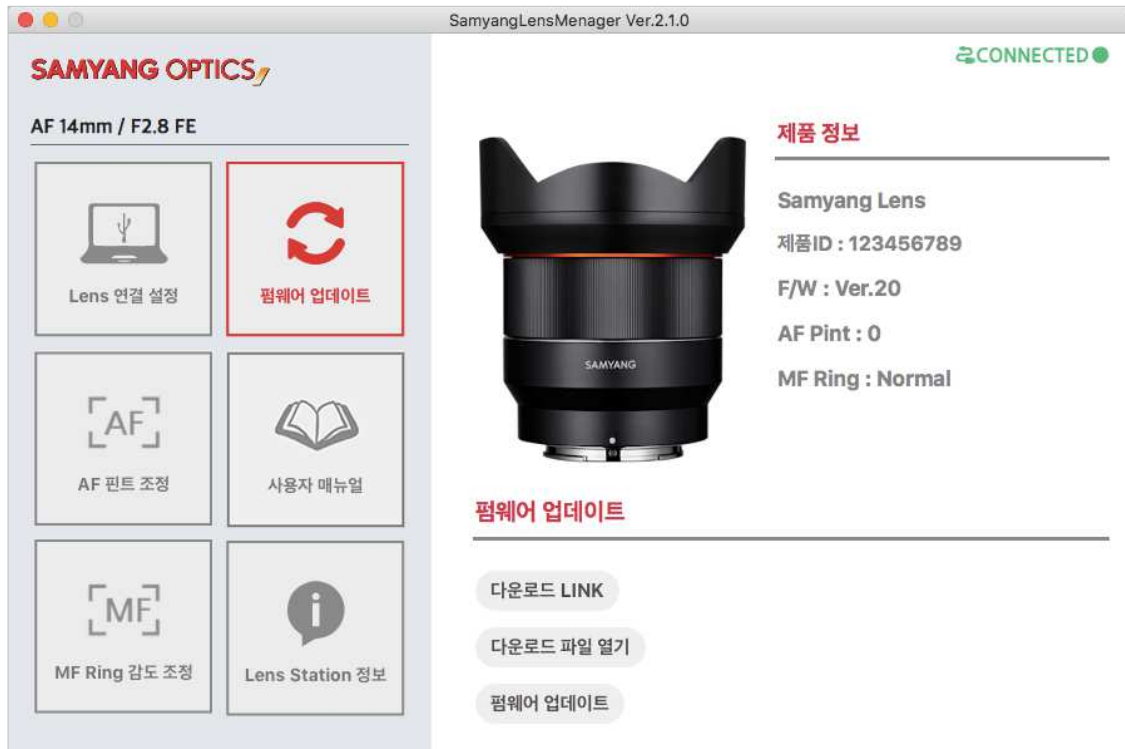 SamyangLensMenager Ver.2.1.0
SAMYANG OPTICS
CONNECTED
AF 14mm / F2.8 FE
Lens 연결 설정
펌웨어 업데이트
AF
AF 핀트 조정
사용자 매뉴얼
MF
MF Ring 감도 조정
i
Lens Station 정보
SAMYANG
제품 정보
Samyang Lens
제품ID : 123456789
F/W : Ver.20
AF Pint : 0
MF Ring : Normal
펌웨어 업데이트
다운로드 LINK
다운로드 파일 열기
펌웨어 업데이트